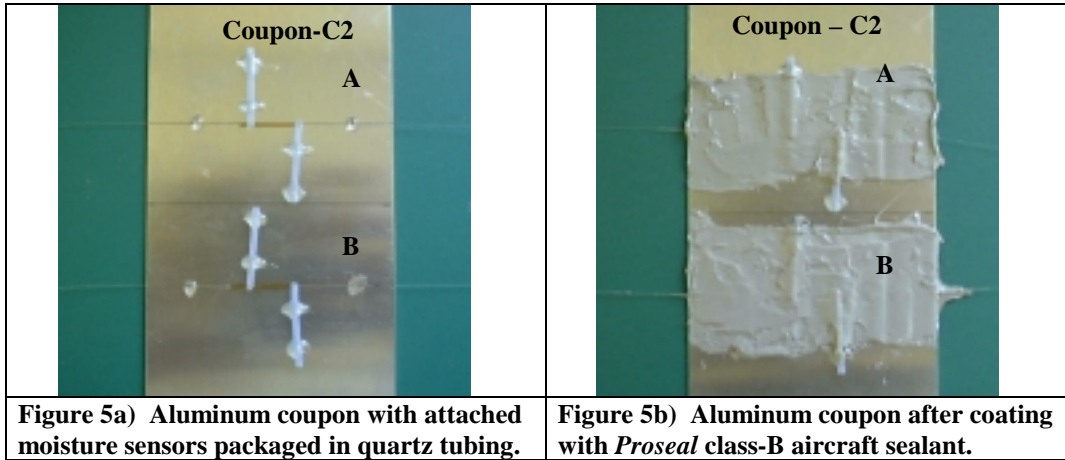 Coupon-C2
A
B
Figure 5a) Aluminum coupon with attached
moisture sensors packaged in quartz tubing.
Coupon – C2
A
B
Figure 5b) Aluminum coupon after coating
with Proseal class-B aircraft sealant.